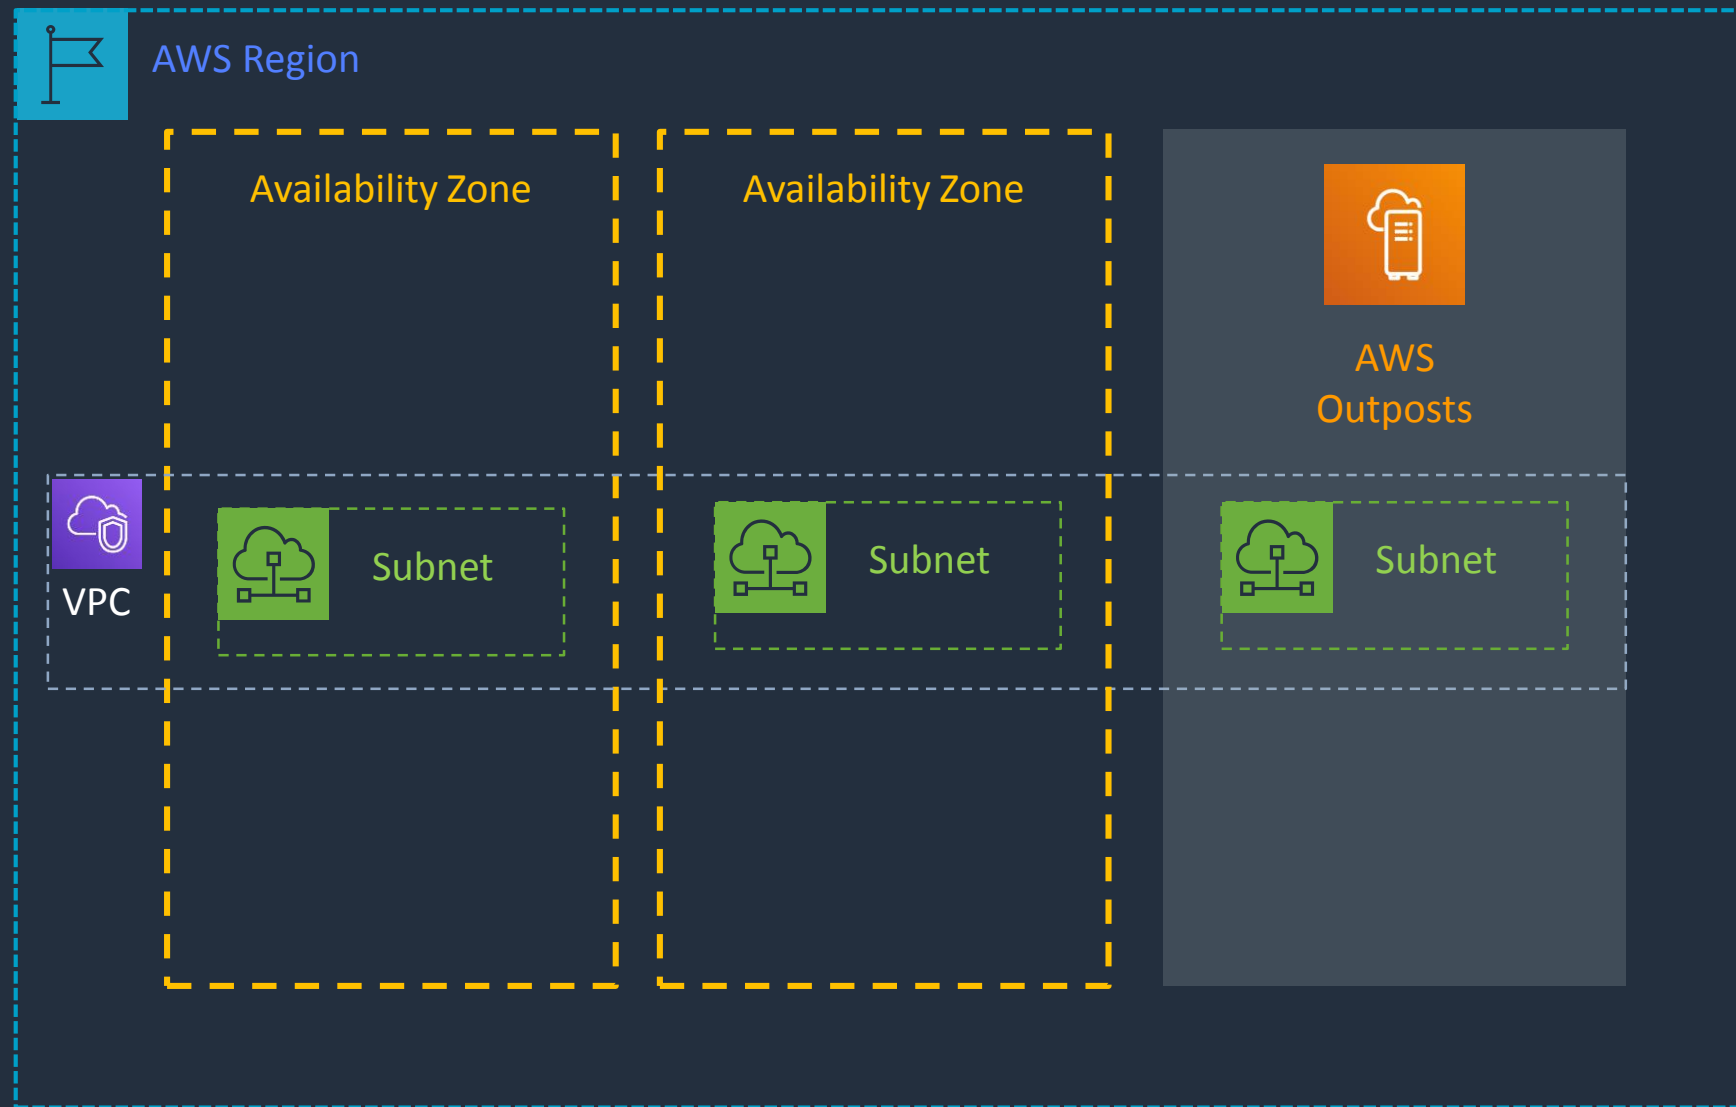 AWS Region
Availability Zone
Availability Zone
AWS
Outposts
VPC
Subnet
Subnet
Subnet